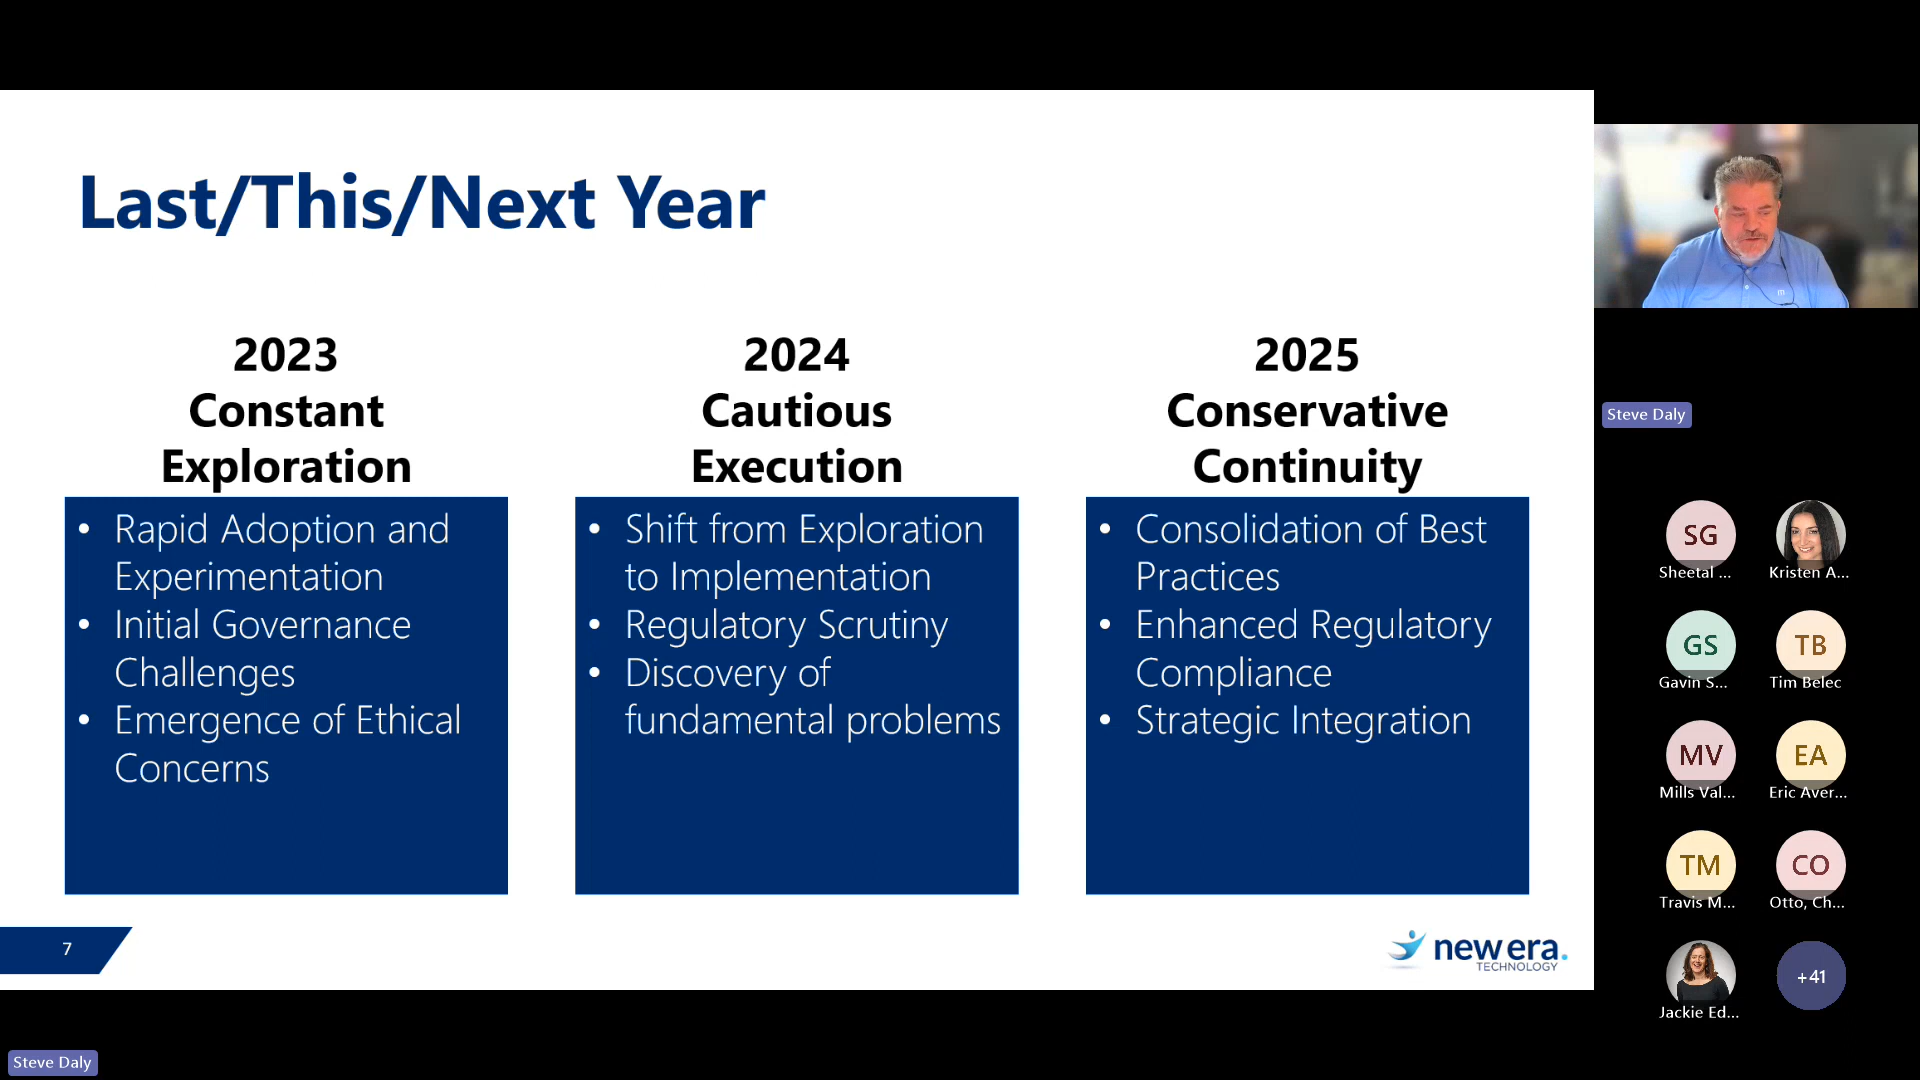 Last/This/Next Year
2023
Constant
Exploration
• Rapid Adoption and
Experimentation
• Initial Governance
Challenges
• Emergence of Ethical
Concerns
2024
Cautious
Execution
• Shift from Exploration
to Implementation
• Regulatory Scrutiny
• Discovery of
fundamental problems
2025
Conservative
Continuity
• Consolidation of Best
Practices
• Enhanced Regulatory
Compliance
• Strategic Integration
7
new era.
TECHNOLOGY
Steve Daly
Steve Daly
SG
Sheetal ...
Kristen A...
GS
Gavin S...
TB
Tim Belec
MV
Mills Val...
EA
Eric Aver...
TM
Travis M...
CO
Otto, Ch...
Jackie Ed...
+41